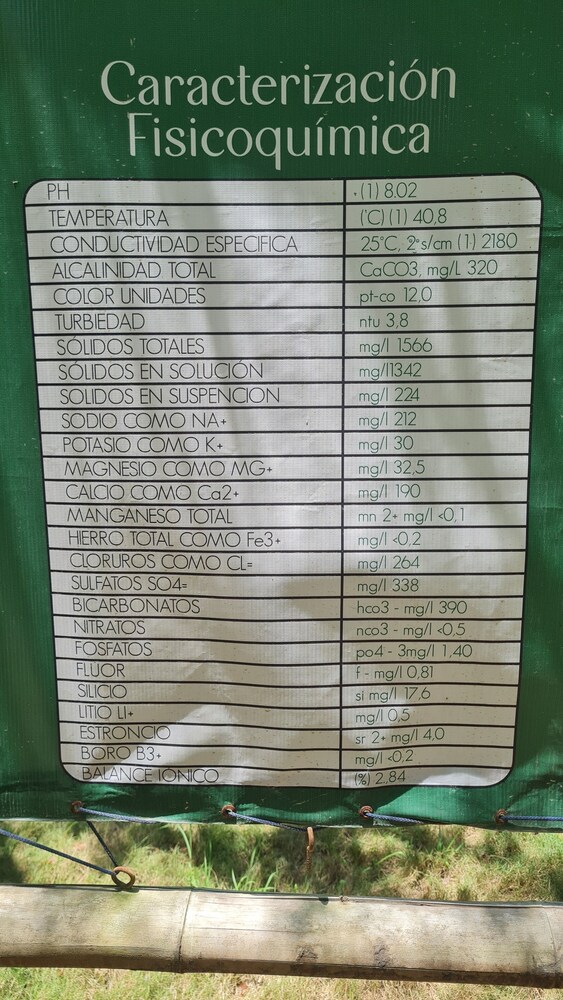 Caracterización
Fisicoquímica
PH • (1) 8.02
TEMPERATURA (°C) (1) 40,8
CONDUCTIVIDAD ESPECIFICA 25°C, 2°s/cm (1) 2180
ALCALINIDAD TOTAL CaCO3, mg/L 320
COLOR UNIDADES pt-co 12,0
TURBIEDAD ntu 3,8
SÓLIDOS TOTALES mg/l 1566
SÓLIDOS EN SOLUCIÓN mg/l1342
SOLIDOS EN SUSPENCION mg/l 224
SODIO COMO NA+ mg/l 212
POTASIO COMO K+ mg/l 30
MAGNESIO COMO MG+ mg/l 32,5
CALCIO COMO Ca2+ mg/l 190
MANGANESO TOTAL mn 2+ mg/l <0,1
HIERRO TOTAL COMO Fe3+ mg/l <0,2
CLORUROS COMO CL= mg/l 264
SULFATOS SO4= mg/l 338
BICARBONATOS hco3 - mg/l 390
NITRATOS nco3 - mg/l <0,5
FOSFATOS po4 - 3mg/l 1,40
FLUOR f - mg/l 0,81
SILICIO si mg/l 17,6
LITIO LI+ mg/l 0,5
ESTRONCIO sr 2+ mg/l 4,0
BORO B3+ mg/l <0,2
BALANCE IONICO (%) 2,84